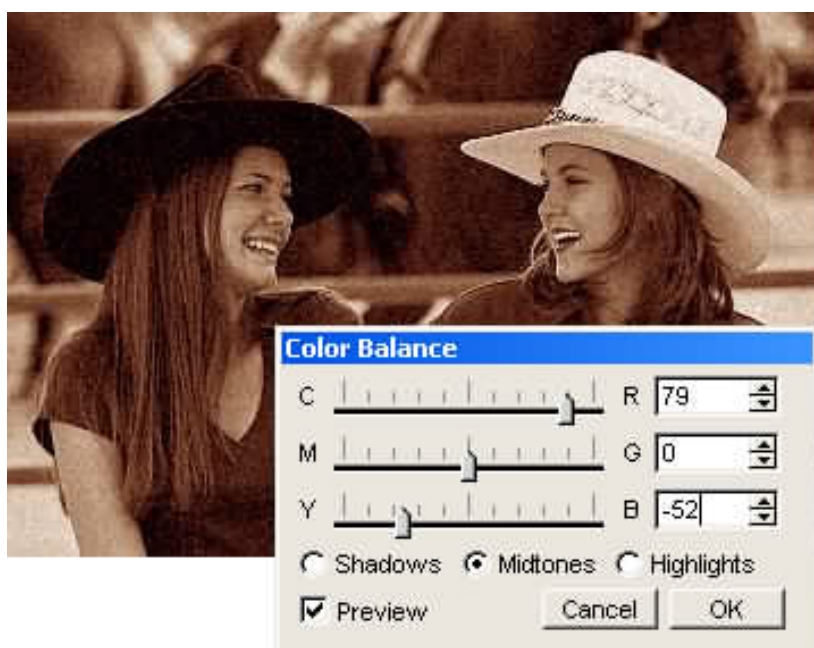 Color Balance
C R 79
M G 0
Y B -52
Shadows Midtones Highlights
Preview Cancel OK